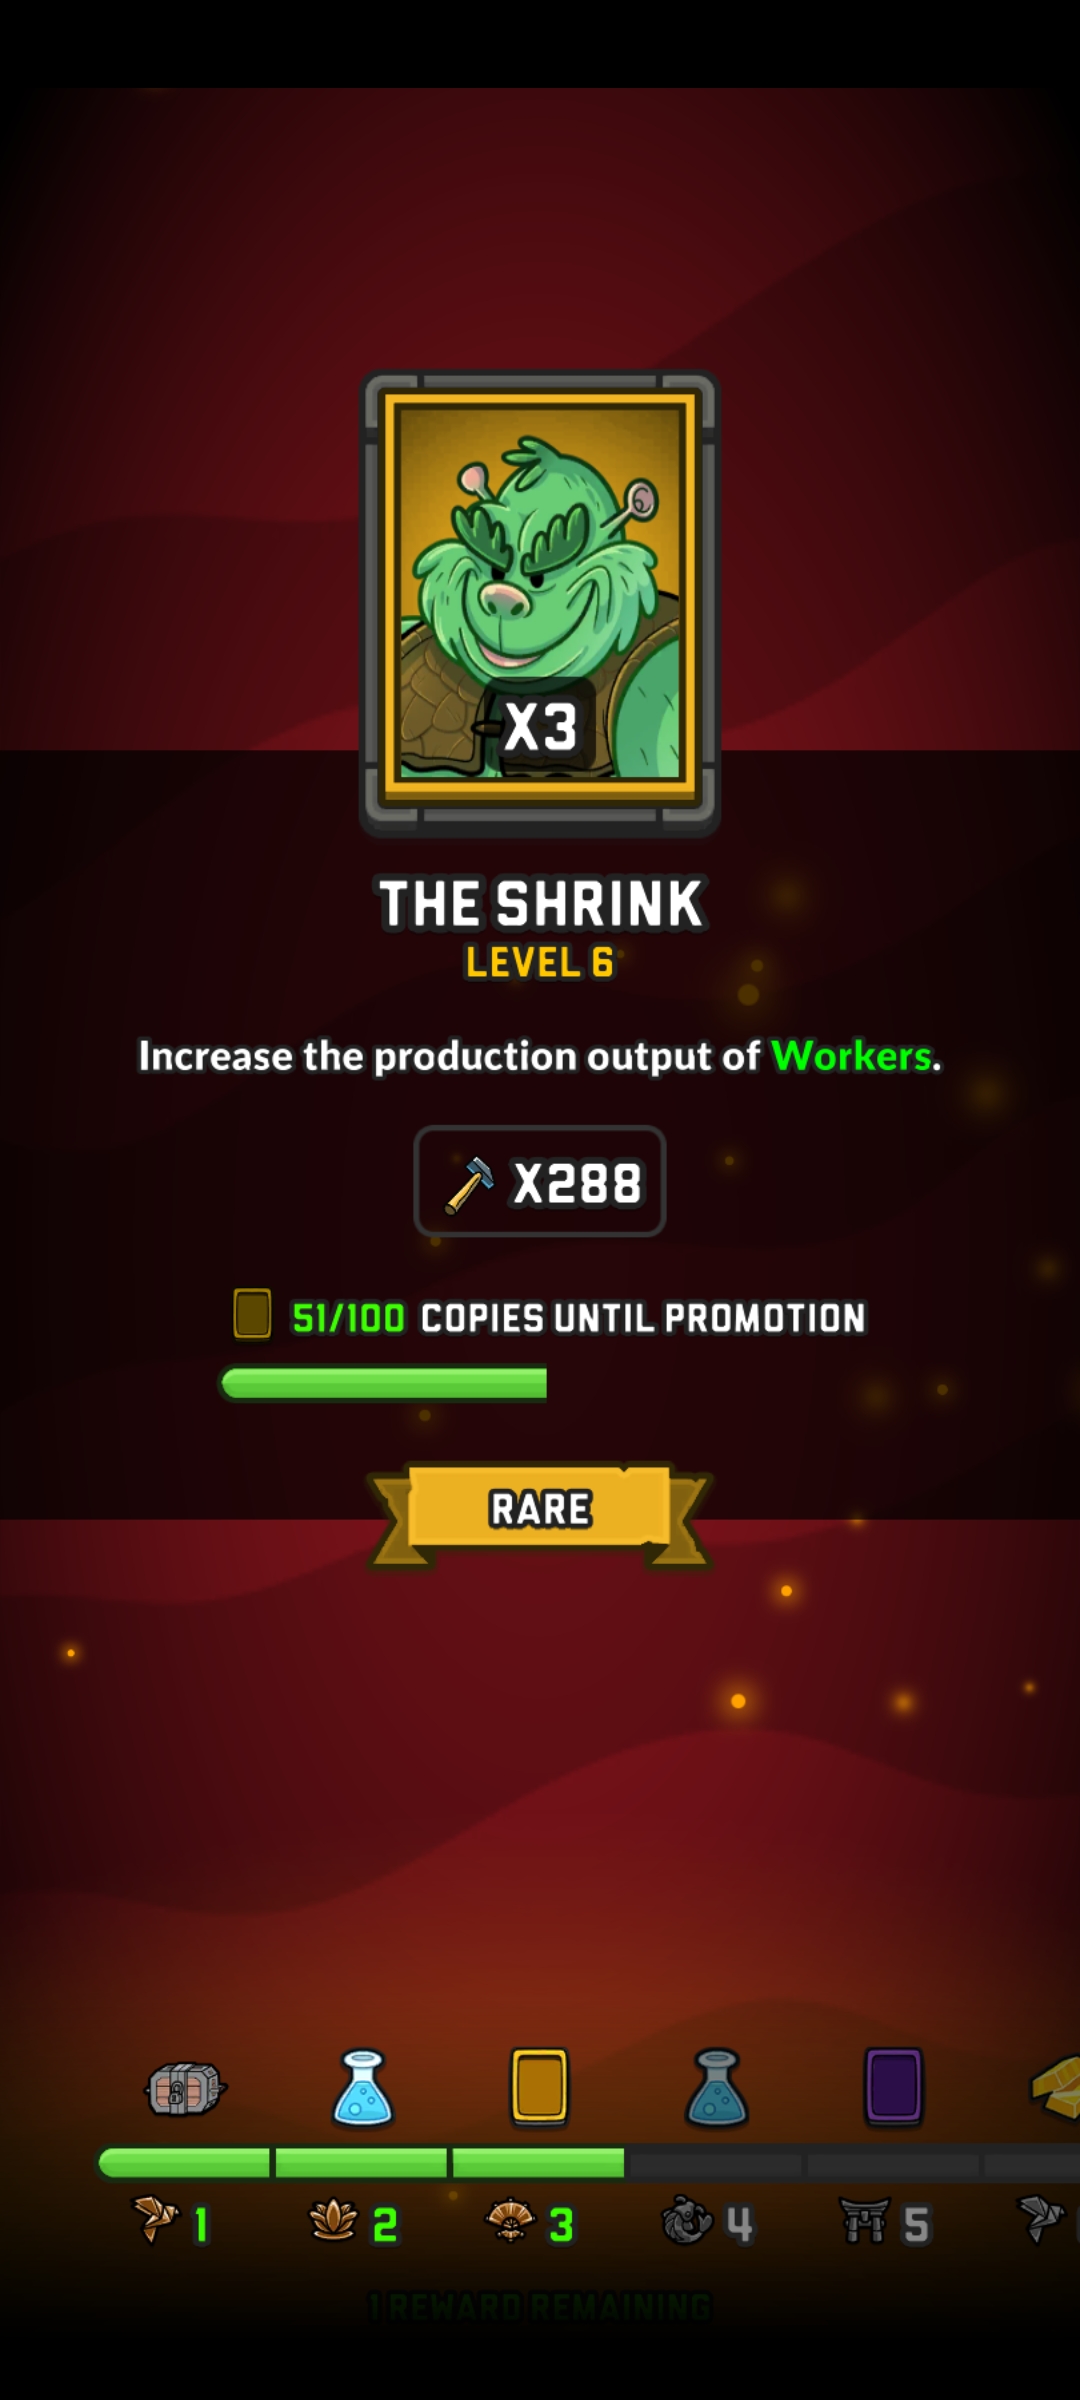 X3
THE SHRINK
LEVEL 6
Increase the production output of Workers.
X288
51/100 COPIES UNTIL PROMOTION
RARE
1 2 3 4 5
1 REWARD REMAINING